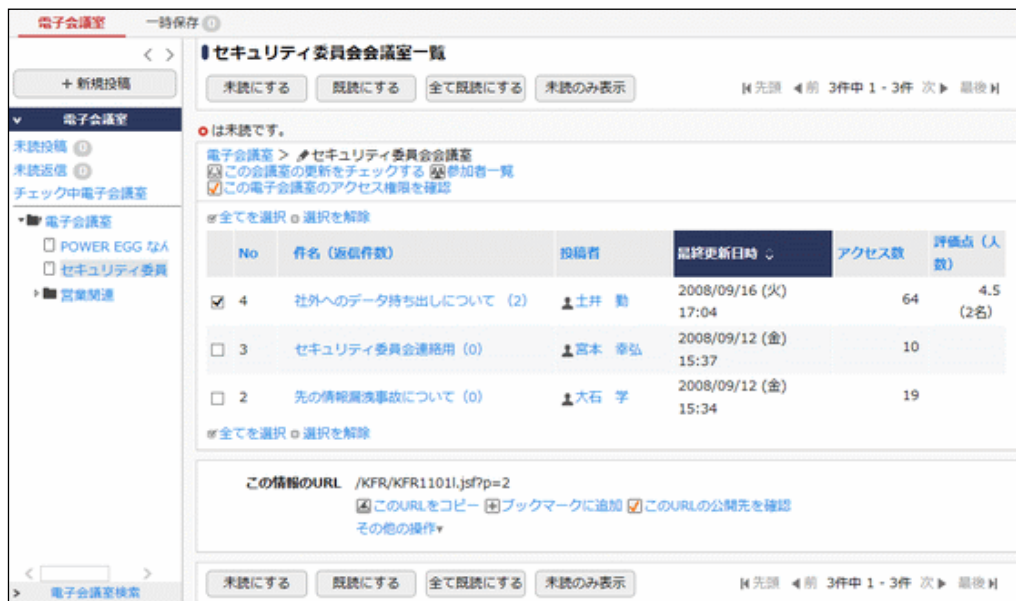 電子会議室 一時保存 0
+ 新規投稿
電子会議室
未読投稿 0
未読返信 0
チェック中電子会議室
電子会議室
POWER EGG なん
セキュリティ委員
営業関連
電子会議室検索
セキュリティ委員会会議室一覧
未読にする 既読にする 全て既読にする 未読のみ表示 先頭 前 3件中 1 - 3件 次 最後
は未読です。
電子会議室 > セキュリティ委員会会議室
この会議室の更新をチェックする 参加者一覧
この電子会議室のアクセス権限を確認
全てを選択 選択を解除
No 件名（返信件数） 投稿者 最終更新日時 アクセス数 評価点（人数）
4 社外へのデータ持ち出しについて （2） 土井 勤 2008/09/16 (火) 17:04 64 4.5 (2名)
3 セキュリティ委員会連絡用（0） 宮本 幸弘 2008/09/12 (金) 15:37 10
2 先の情報漏洩事故について（0） 大石 学 2008/09/12 (金) 15:34 19
全てを選択 選択を解除
この情報のURL /KFR/KFR1101l.jsf?p=2
このURLをコピー ブックマークに追加 このURLの公開先を確認
その他の操作▾
未読にする 既読にする 全て既読にする 未読のみ表示 先頭 前 3件中 1 - 3件 次 最後